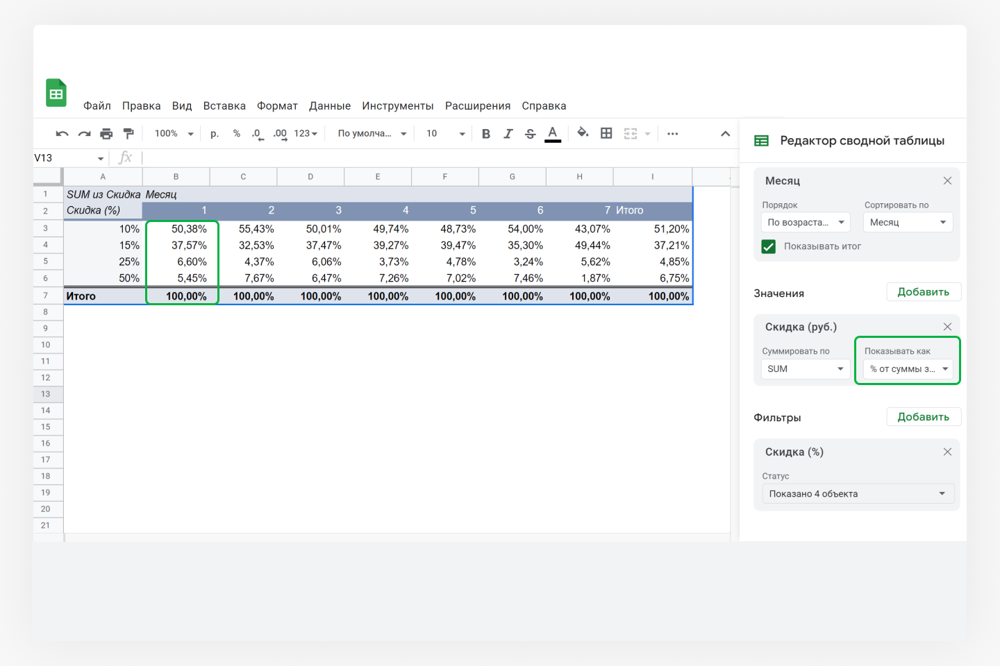 Файл Правка Вид Вставка Формат Данные Инструменты Расширения Справка
100% р. % .0 .00 123 По умолча... 10 B I S A
V13 fx
A B C D E F G H I
1 SUM из Скидка Месяц
2 Скидка (%) 1 2 3 4 5 6 7 Итого
3 10% 50,38% 55,43% 50,01% 49,74% 48,73% 54,00% 43,07% 51,20%
4 15% 37,57% 32,53% 37,47% 39,27% 39,47% 35,30% 49,44% 37,21%
5 25% 6,60% 4,37% 6,06% 3,73% 4,78% 3,24% 5,62% 4,85%
6 50% 5,45% 7,67% 6,47% 7,26% 7,02% 7,46% 1,87% 6,75%
7 Итого 100,00% 100,00% 100,00% 100,00% 100,00% 100,00% 100,00% 100,00%
8
9
10
11
12
13
14
15
16
17
18
19
20
21
Редактор сводной таблицы
Месяц
Порядок Сортировать по
По возраста... Месяц
Показывать итог
Значения Добавить
Скидка (руб.)
Суммировать по Показывать как
SUM % от суммы з...
Фильтры Добавить
Скидка (%)
Статус
Показано 4 объекта